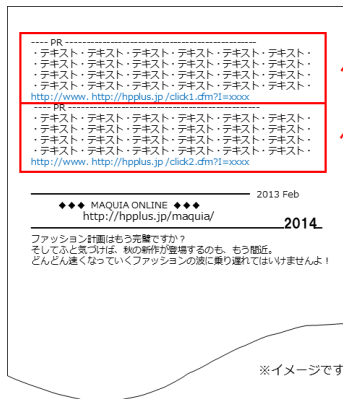 ---- PR ----------------------------------------
・テキスト・テキスト・テキスト・テキスト・テキスト・テキスト・
・テキスト・テキスト・テキスト・テキスト・テキスト・テキスト・
・テキスト・テキスト・テキスト・テキスト・テキスト・テキスト・
・テキスト・テキスト・テキスト・テキスト・テキスト・テキスト・
http://www. http://hpplus.jp /click1.cfm?I=xxxx
---- PR ----------------------------------------
・テキスト・テキスト・テキスト・テキスト・テキスト・テキスト・
・テキスト・テキスト・テキスト・テキスト・テキスト・テキスト・
・テキスト・テキスト・テキスト・テキスト・テキスト・テキスト・
・テキスト・テキスト・テキスト・テキスト・テキスト・テキスト・
http://www. http://hpplus.jp /click2.cfm?I=xxxx
2013 Feb
◆◆◆ MAQUIA ONLINE ◆◆◆
http://hpplus.jp/maquia/
2014
ファッション計画はもう完璧ですか？
そしてふと気づけば、秋の新作が登場するのも、もう間近。
どんどん速くなっていくファッションの波に乗り遅れてはいけませんよ！
※イメージです